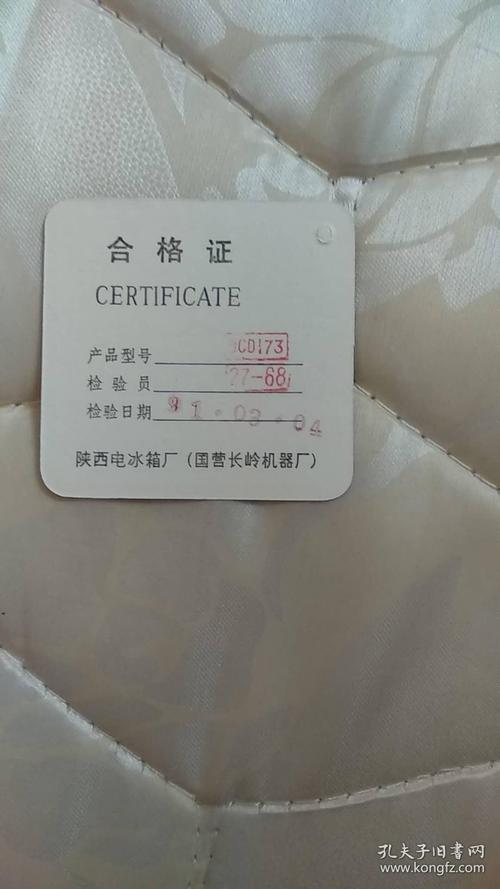 合格证
CERTIFICATE
产品型号 BCD173
检验员 27-68
检验日期 91.03.04
陕西电冰箱厂(国营长岭机器厂)
孔夫子旧书网
www.kongfz.com